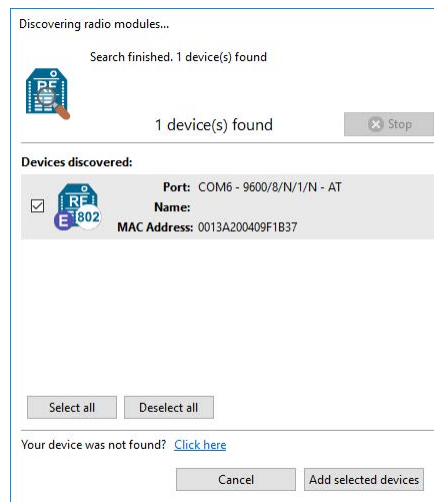 Discovering radio modules...
Search finished. 1 device(s) found
RF
1 device(s) found
Stop
Devices discovered:
Port: COM6 - 9600/8/N/1/N - AT
RF
E 802
Name:
MAC Address: 0013A200409F1B37
Select all
Deselect all
Your device was not found? Click here
Cancel
Add selected devices